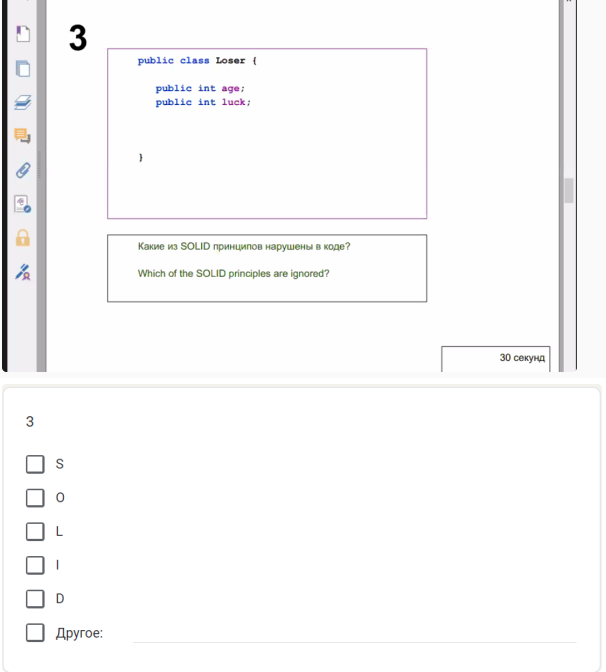 3
public class Loser {
public int age;
public int luck;
}
Какие из SOLID принципов нарушены в коде?
Which of the SOLID principles are ignored?
30 секунд
3
S
O
L
I
D
Другое: